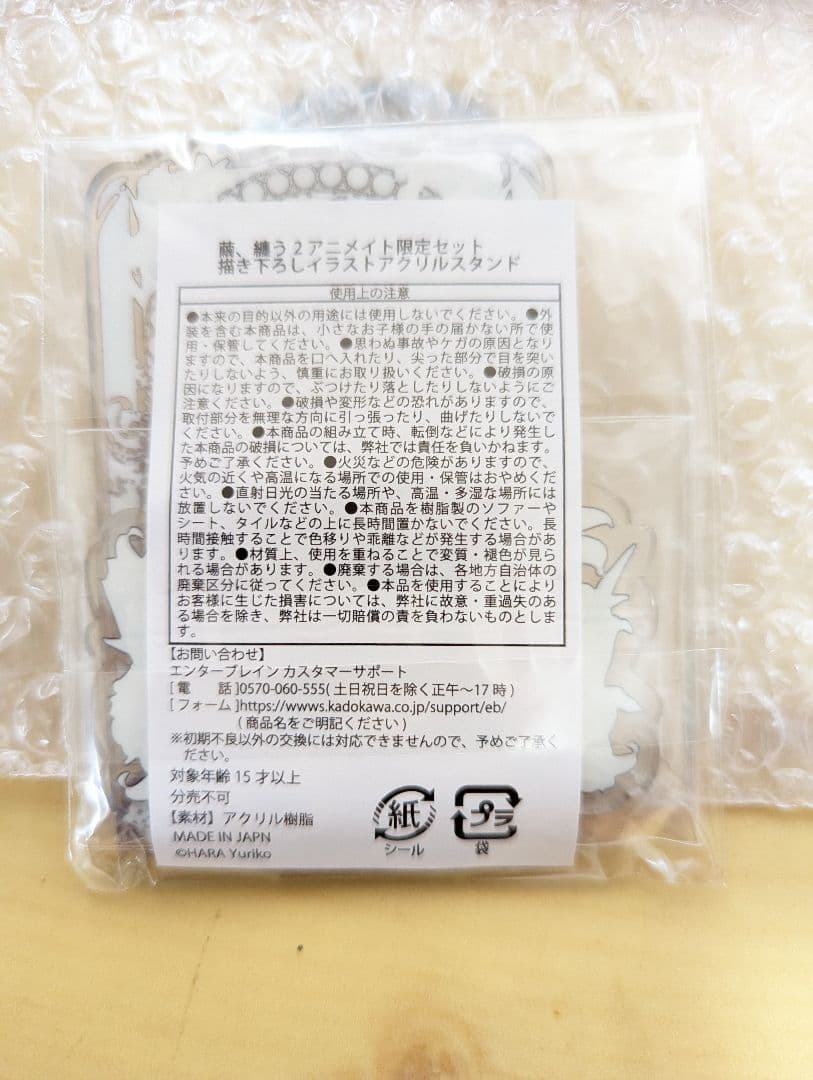 繭、纏う2アニメイト限定セット
描き下ろしイラストアクリルスタンド
使用上の注意
●本来の目的以外の用途には使用しないでください。●外
装を含む本商品は、小さなお子様の手の届かない所で使
用・保管してください。●思わぬ事故やケガの原因となり
ますので、本商品を口へ入れたり、尖った部分で目を突い
たりしないよう、慎重にお取り扱いください。●破損の原
因になりますので、ぶつけたり落としたりしないようにご
注意ください。●破損や変形などの恐れがありますので、
取付部分を無理な方向に引っ張ったり、曲げたりしないで
ください。●本商品の組み立て時、転倒などにより発生し
た本商品の破損については、弊社では責任を負いかねます。
予めご了承ください。●火災などの危険がありますので、
火気の近くや高温になる場所での使用・保管はおやめくだ
さい。●直射日光の当たる場所や、高温・多湿な場所には
放置しないでください。●本商品を樹脂製のソファーや
シート、タイルなどの上に長時間置かないでください。長
時間接触することで色移りや乖離などが発生する場合があ
ります。●材質上、使用を重ねることで変質・褪色が見ら
れる場合があります。●廃棄する場合は、各地方自治体の
廃棄区分に従ってください。●本品を使用することにより
お客様に生じた損害については、弊社に故意・重過失のあ
る場合を除き、弊社は一切賠償の責を負わないものとしま
す。
【お問い合わせ】
エンターブレイン カスタマーサポート
[電　話]0570-060-555(土日祝日を除く正午～17時)
[フォーム]https://wwws.kadokawa.co.jp/support/eb/
(商品名をご明記ください)
※初期不良以外の交換には対応できませんので、予めご了承く
ださい。
対象年齢15才以上
分売不可
【素材】アクリル樹脂
MADE IN JAPN
©HARA Yuriko
紙
シール
プラ
袋